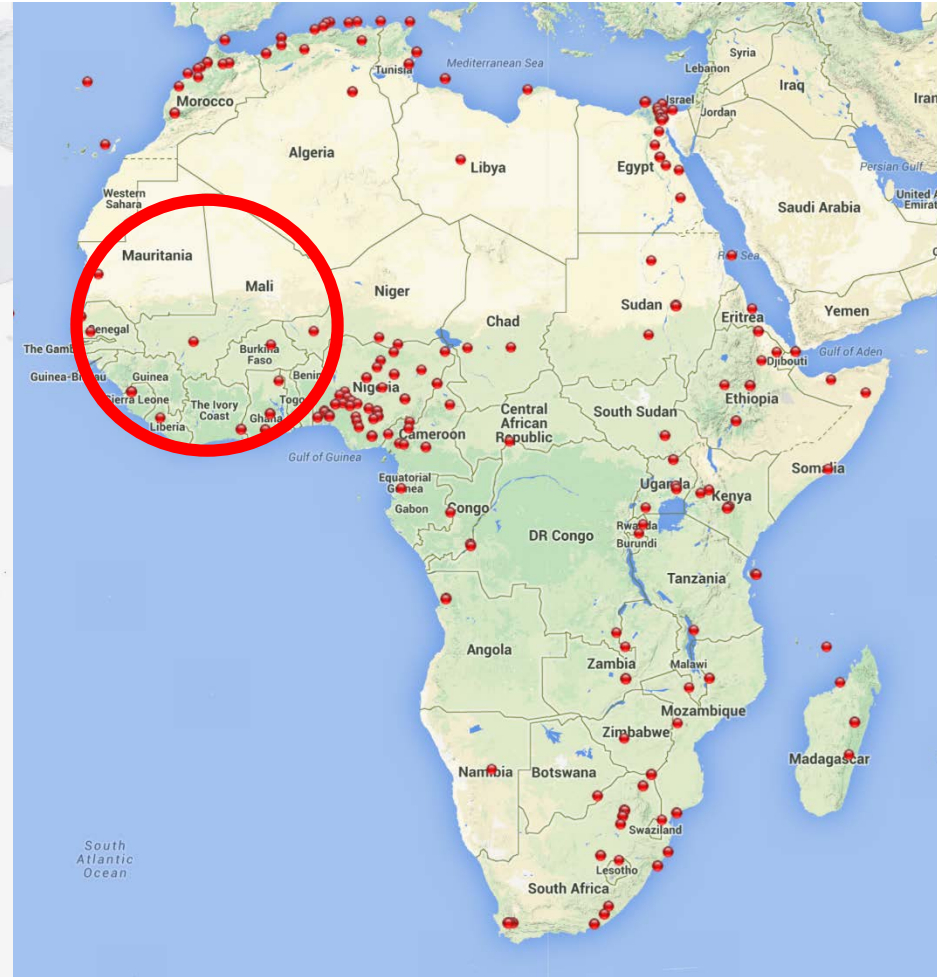 Syria
Mediterranean Sea
Lebanon
Tunisia
Iraq
Israel
Iran
Morocco
Jordan
Algeria
Libya
Egypt
Persian Gulf
Western
Sahara
United A
Emirat
Saudi Arabia
Mauritania
Red Sea
Mali
Niger
Sudan
Yemen
Chad
Eritrea
Senegal
The Gamb
Burkina
Faso
Gulf of Aden
Djibouti
Guinea-Bissau
Guinea
Benin
Nigeria
Sierra Leone
Togo
Ethiopia
The Ivory
Coast
Ghana
Central
African
Republic
South Sudan
Liberia
Cameroon
Gulf of Guinea
Somalia
Equatorial
Guinea
Uganda
Kenya
Gabon
Congo
DR Congo
Rwanda
Burundi
Tanzania
Angola
Zambia
Malawi
Mozambique
Zimbabwe
Madagascar
Namibia
Botswana
Swaziland
South
Atlantic
Ocean
Lesotho
South Africa